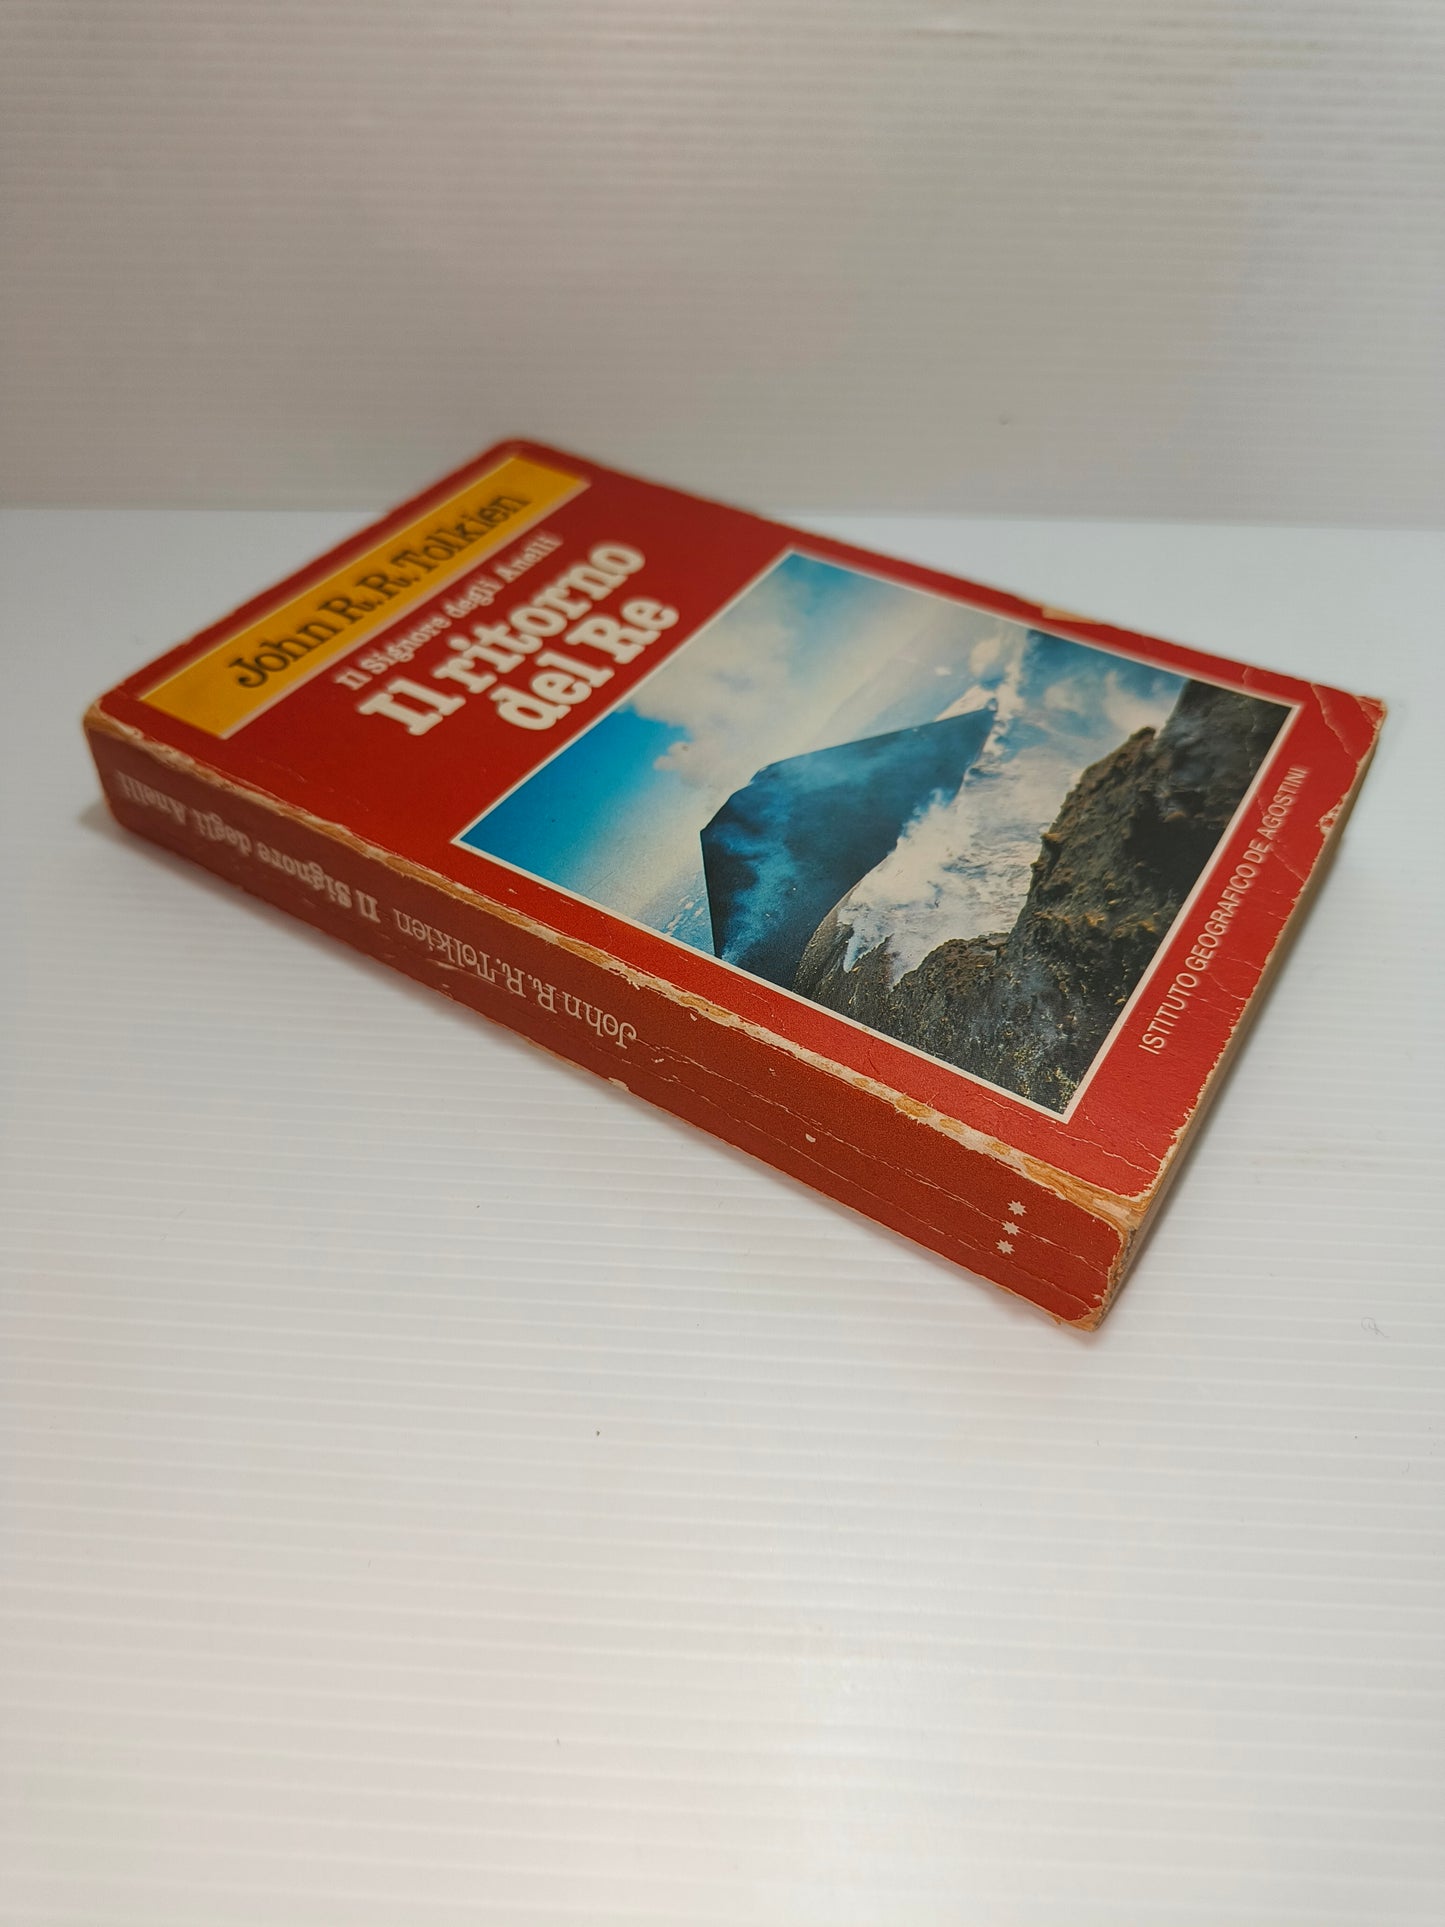 John R.R. Tolkien
Il Signore degli Anelli
Il ritorno
del Re
ISTITUTO GEOGRAFICO DE AGOSTINI
John R.R. Tolkien Il Signore degli Anelli